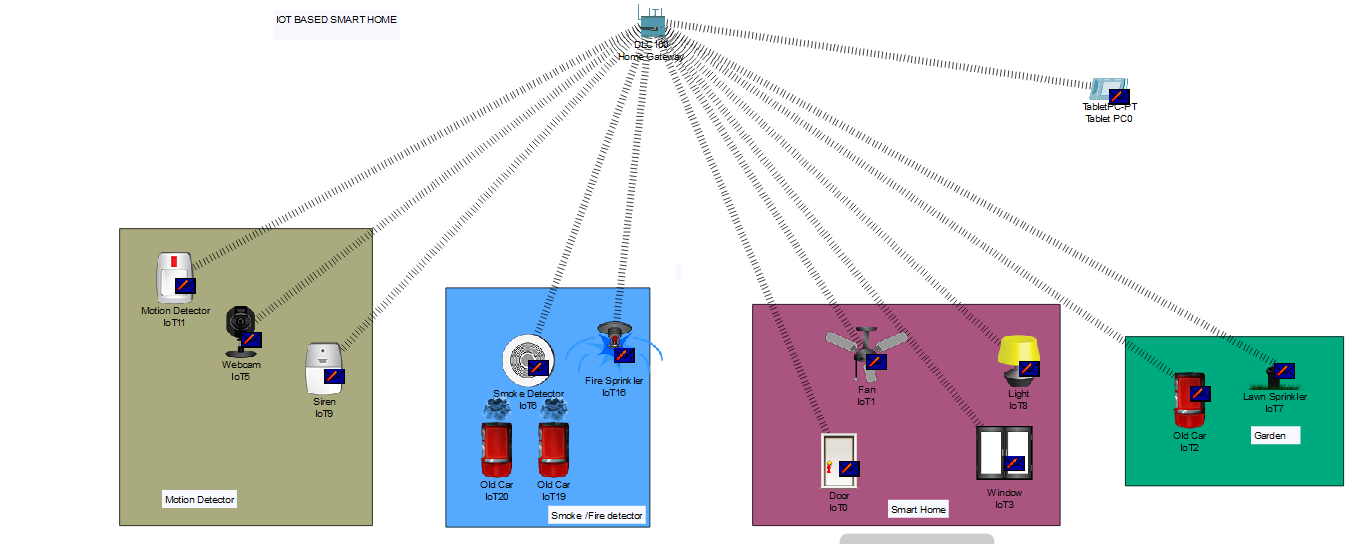 IOT BASED SMART HOME
DLC100
Home Gateway
TabletPC-PT
Tablet PC0
Motion Detector
IoT11
Webcam
IoT5
Siren
IoT9
Motion Detector
Smoke Detector
IoT6
Fire Sprinkler
IoT16
Old Car
IoT20
Old Car
IoT19
Smoke /Fire detector
Fan
IoT1
Light
IoT8
Door
IoT0
Window
IoT3
Smart Home
Old Car
IoT2
Lawn Sprinkler
IoT7
Garden